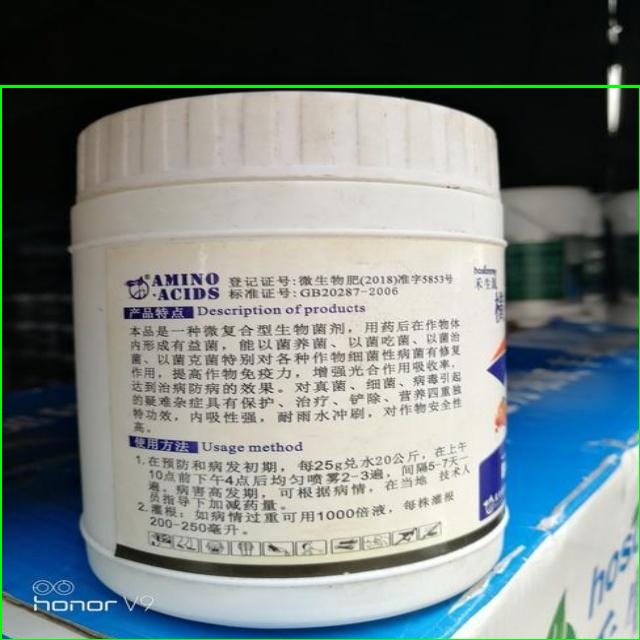 AMINO ACIDS
登记证号:微生物肥(2018)准字5853号
标准证号:GB20287-2006
产品特点 Description of products
本品是一种微复合型生物菌剂，用药后在作物体
内形成有益菌，能以菌养菌、以菌吃菌、以菌治
菌、以菌克菌特别对各种作物细菌性病菌有修复
作用，提高作物免疫力，增强光合作用吸收率，
达到治病防病的效果。对真菌、细菌、病毒引起
的疑难杂症具有保护、治疗、铲除、营养四重独
特功效，内吸性强，耐雨水冲刷，对作物安全性
高。
使用方法 Usage method
1.在预防和病发初期，每25g兑水20公斤，在上午
10点前下午4点后均匀喷雾2-3遍，间隔5-7天一
遍。病害高发期，可根据病情，在当地 技术人
员指导下加减药量。
2.灌根：如病情过重可用1000倍液，每株灌根
200-250毫升。
honor V9